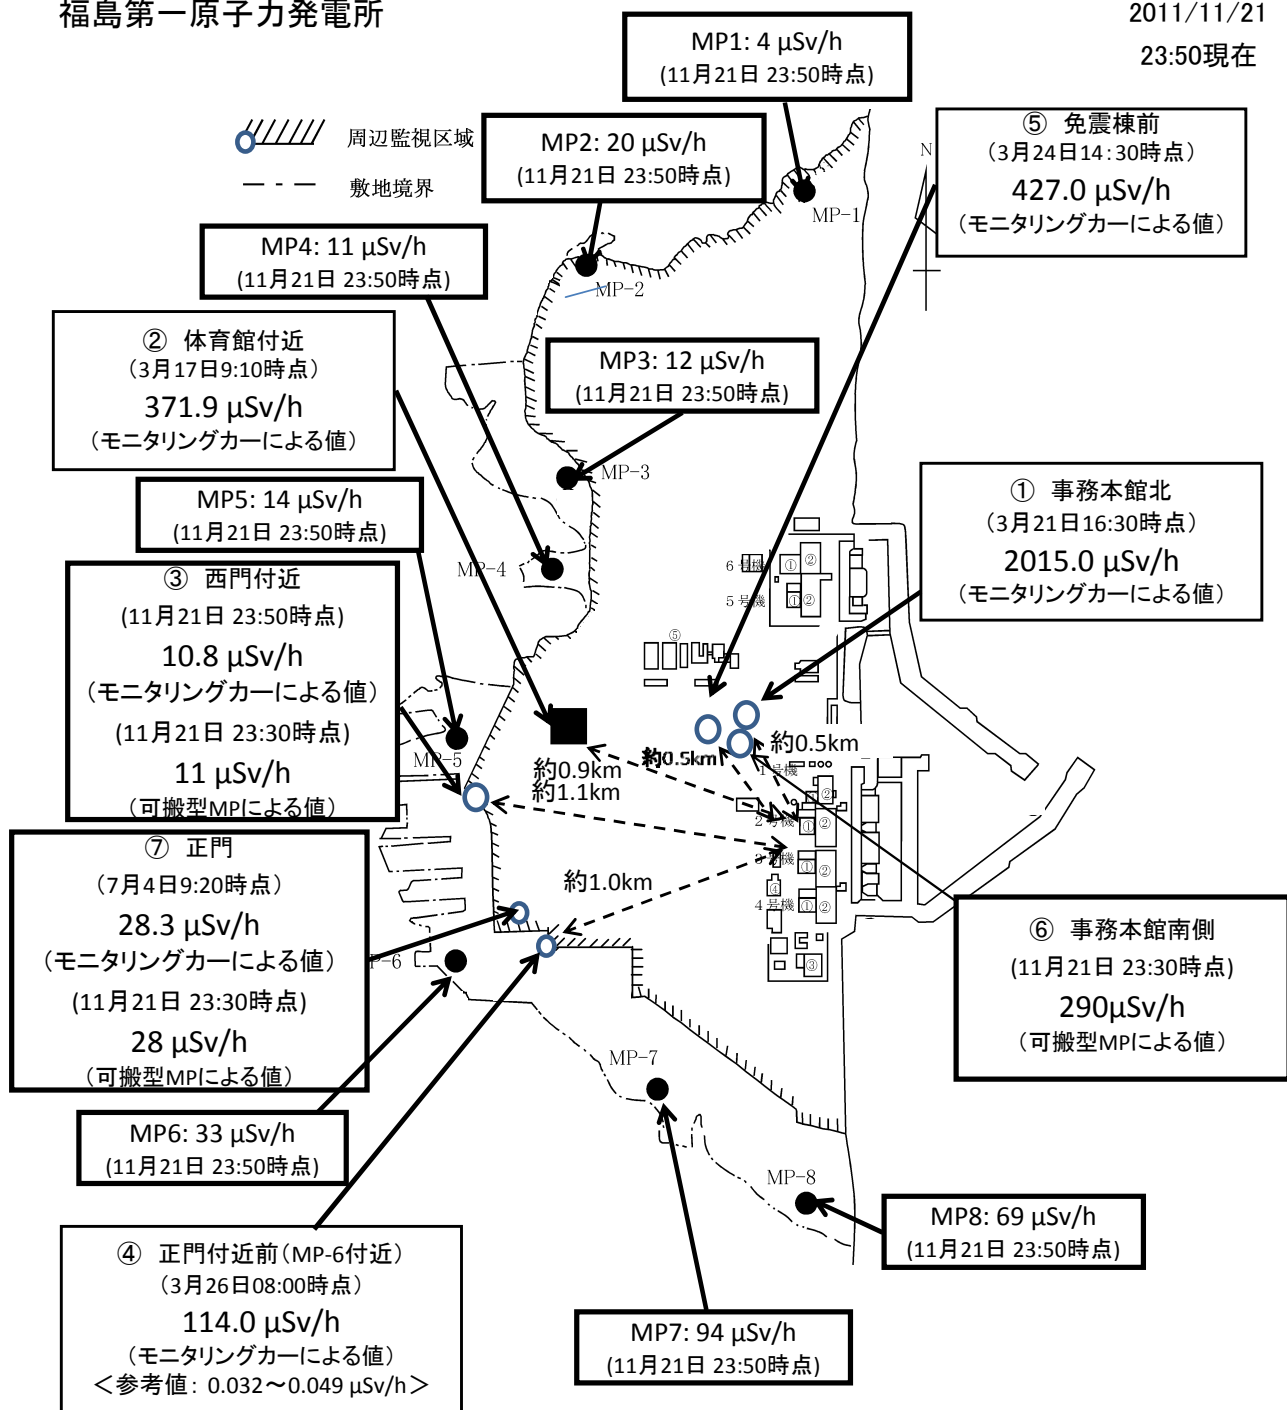 福島第一原子力発電所
2011/11/21
23:50現在
MP1: 4 μSv/h
(11月21日 23:50時点)
周辺監視区域
敷地境界
MP2: 20 μSv/h
(11月21日 23:50時点)
⑤ 免震棟前
(3月24日14:30時点)
427.0 μSv/h
(モニタリングカーによる値)
N
MP-1
MP4: 11 μSv/h
(11月21日 23:50時点)
MP-2
② 体育館付近
(3月17日9:10時点)
371.9 μSv/h
(モニタリングカーによる値)
MP3: 12 μSv/h
(11月21日 23:50時点)
MP-3
MP5: 14 μSv/h
(11月21日 23:50時点)
① 事務本館北
(3月21日16:30時点)
2015.0 μSv/h
(モニタリングカーによる値)
MP-4
③ 西門付近
(11月21日 23:50時点)
10.8 μSv/h
(モニタリングカーによる値)
(11月21日 23:30時点)
11 μSv/h
(可搬型MPによる値)
6号機
① ②
5号機
① ②
⑤
MP-5
約0.9km
約1.1km
約0.5km
約0.5km
1号機
②
2号機
① ②
3号機
① ②
④
4号機
① ②
③
約1.0km
⑦ 正門
(7月4日9:20時点)
28.3 μSv/h
(モニタリングカーによる値)
(11月21日 23:30時点)
28 μSv/h
(可搬型MPによる値)
P-6
⑥ 事務本館南側
(11月21日 23:30時点)
290μSv/h
(可搬型MPによる値)
MP-7
MP6: 33 μSv/h
(11月21日 23:50時点)
MP-8
MP8: 69 μSv/h
(11月21日 23:50時点)
④ 正門付近前(MP-6付近)
(3月26日08:00時点)
114.0 μSv/h
(モニタリングカーによる値)
<参考値: 0.032～0.049 μSv/h>
MP7: 94 μSv/h
(11月21日 23:50時点)